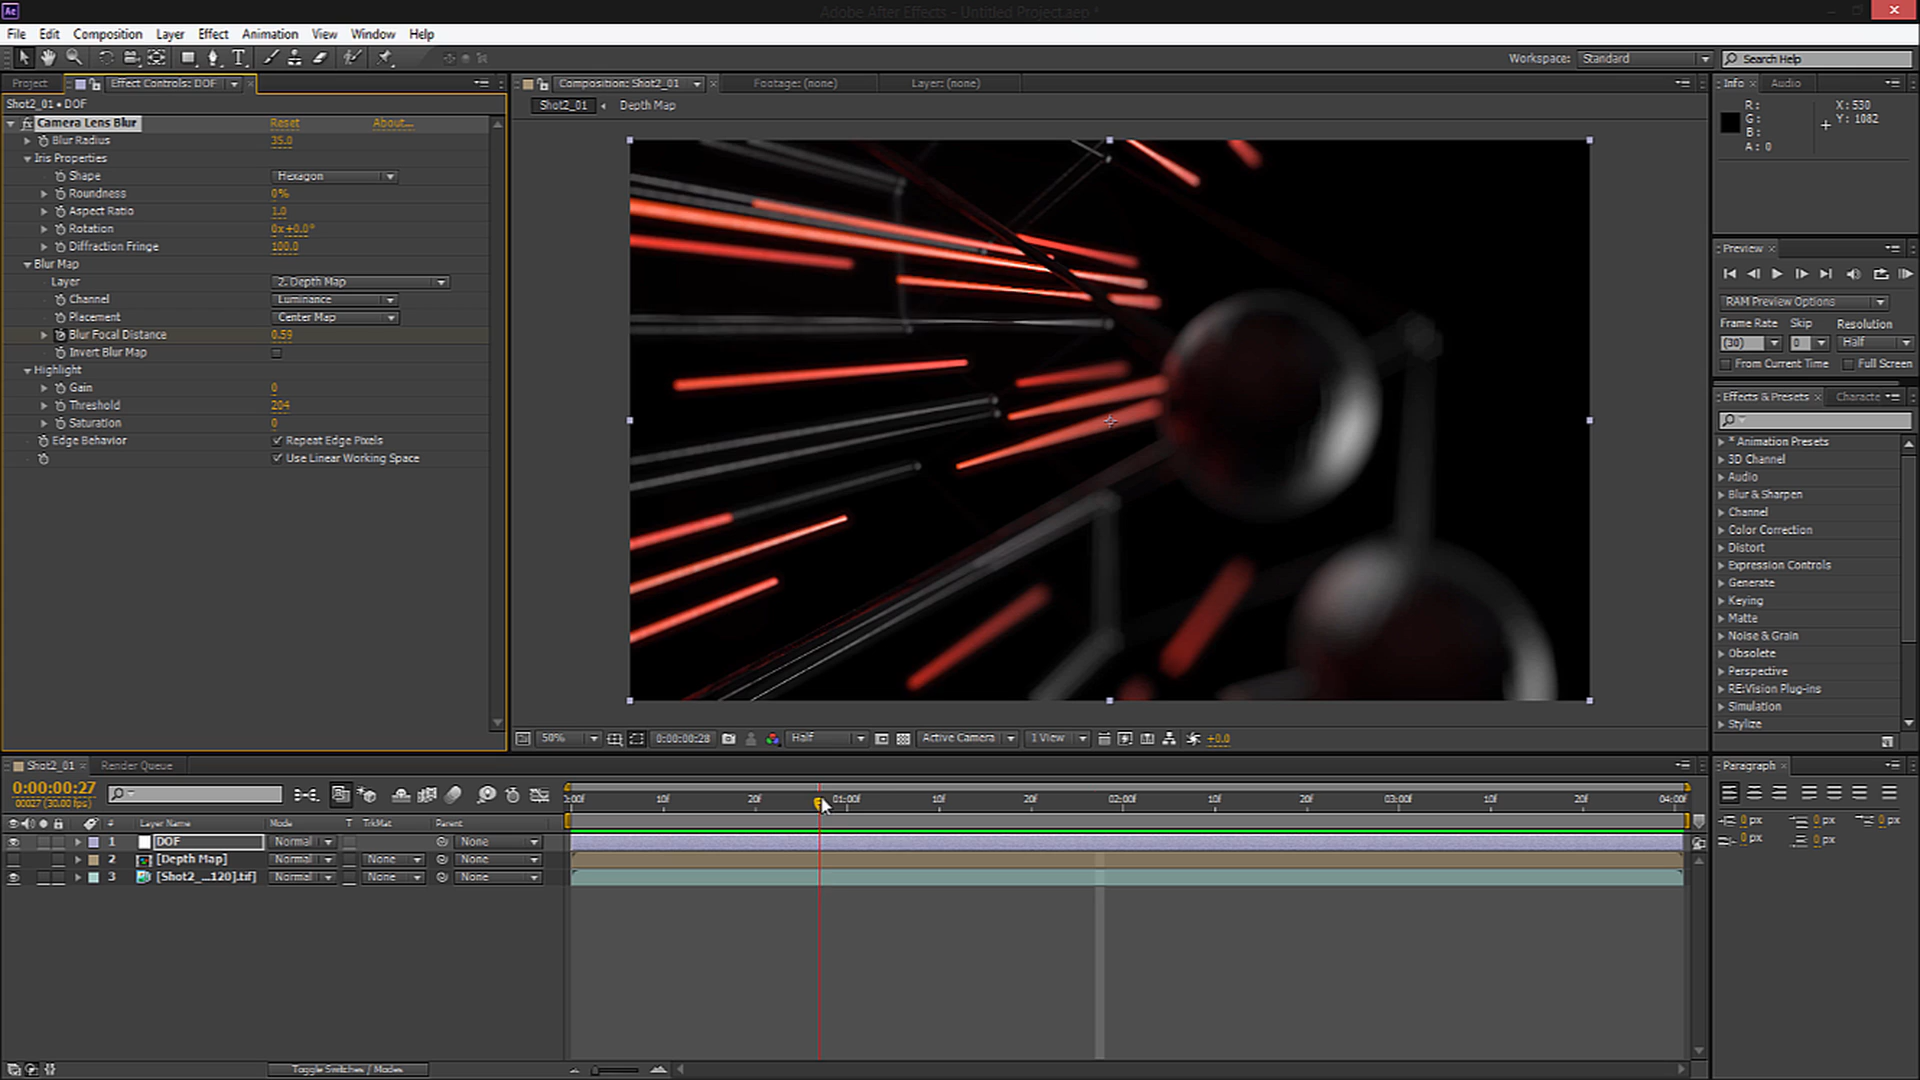 Ae
Adobe After Effects - Untitled Project.aep *
File Edit Composition Layer Effect Animation View Window Help
Workspace: Standard Search Help
Project Effect Controls: DOF
Shot2_01 • DOF
Camera Lens Blur Reset About...
Blur Radius 35.0
Iris Properties
Shape Hexagon
Roundness 0%
Aspect Ratio 1.0
Rotation 0x+0.0°
Diffraction Fringe 100.0
Blur Map
Layer 2. Depth Map
Channel Luminance
Placement Center Map
Blur Focal Distance 0.59
Invert Blur Map
Highlight
Gain 0
Threshold 204
Saturation 0
Edge Behavior Repeat Edge Pixels
Use Linear Working Space
Composition: Shot2_01 Footage: (none) Layer: (none)
Shot2_01 Depth Map
50% 0:00:00:28 Half Active Camera 1 View +0.0
Info Audio
R: X: 530
G: Y: 1082
B:
A: 0
Preview
RAM Preview Options
Frame Rate Skip Resolution
(30) 0 Half
From Current Time Full Screen
Effects & Presets Characte
* Animation Presets
3D Channel
Audio
Blur & Sharpen
Channel
Color Correction
Distort
Expression Controls
Generate
Keying
Matte
Noise & Grain
Obsolete
Perspective
RE:Vision Plug-ins
Simulation
Stylize
Shot2_01 Render Queue
0:00:00:27
00027 (30.00 fps)
:00f 10f 20f 01:00f 10f 20f 02:00f 10f 20f 03:00f 10f 20f 04:00f
# Layer Name Mode T TrkMat Parent
1 DOF Normal None
2 [Depth Map] Normal None None
3 [Shot2_...120].tif] Normal None None
Toggle Switches / Modes
Paragraph
0 px 0 px 0 px
0 px 0 px